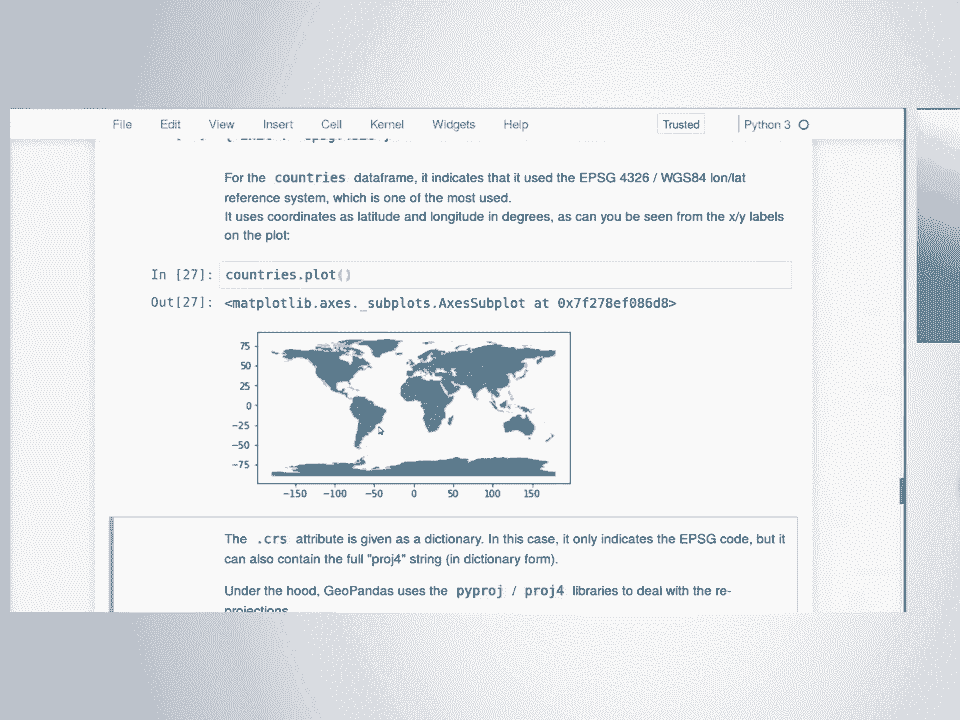 File Edit View Insert Cell Kernel Widgets Help Trusted Python 3
For the countries dataframe, it indicates that it used the EPSG 4326 / WGS84 lon/lat
reference system, which is one of the most used.
It uses coordinates as latitude and longitude in degrees, as can you be seen from the x/y labels
on the plot:
In [27]: countries.plot()
Out[27]: <matplotlib.axes._subplots.AxesSubplot at 0x7f278ef086d8>
75
50
25
0
−25
−50
−75
−150 −100 −50 0 50 100 150
The .crs attribute is given as a dictionary. In this case, it only indicates the EPSG code, but it
can also contain the full "proj4" string (in dictionary form).
Under the hood, GeoPandas uses the pyproj / proj4 libraries to deal with the re-
projections